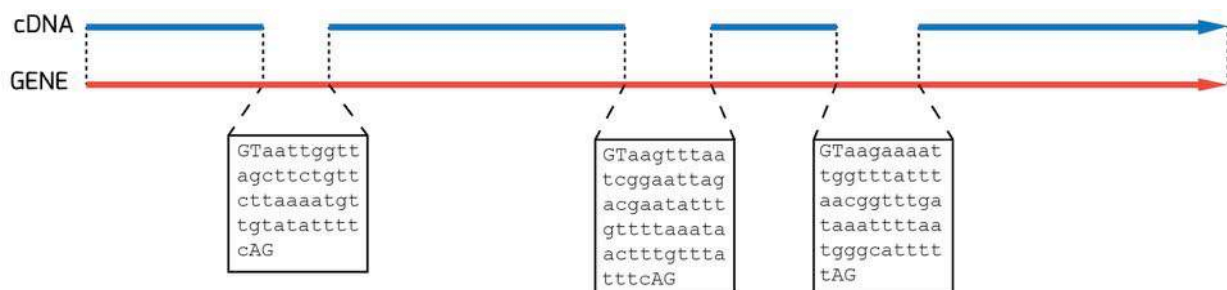 cDNA
GENE
GTaattggtt
agcttctgtt
cttaaaatgt
tgtatatttt
cAG
GTaagtttaa
tcggaattag
acgaatattt
gttttaaata
actttgttta
tttcAG
GTaagaaaat
tggtttattt
aacggtttga
taaattttaa
tgggcatttt
tAG